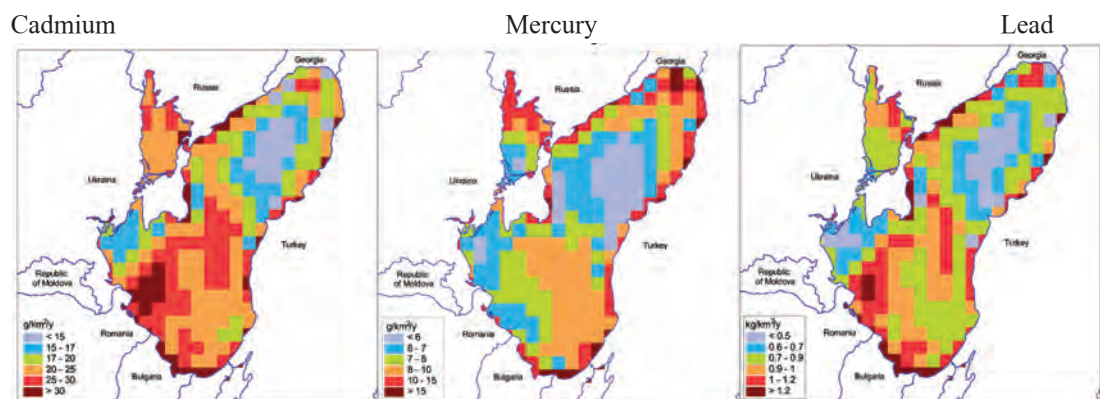 Cadmium
Mercury
Lead
Georgia
Russia
Ukraina
Turkey
Republic
of Moldova
Romania
Bulgaria
g/km²/y
< 15
15 - 17
17 - 20
20 - 25
25 - 30
> 30
Georgia
Russia
Ukraina
Turkey
Republic
of Moldova
Romania
Bulgaria
g/km²/y
< 6
6 - 7
7 - 8
8 - 10
10 - 15
> 15
Georgia
Russia
Ukraina
Turkey
Republic
of Moldova
Romania
Bulgaria
kg/km²/y
< 0.5
0.6 - 0.7
0.7 - 0.9
0.9 - 1
1 - 1.2
> 1.2